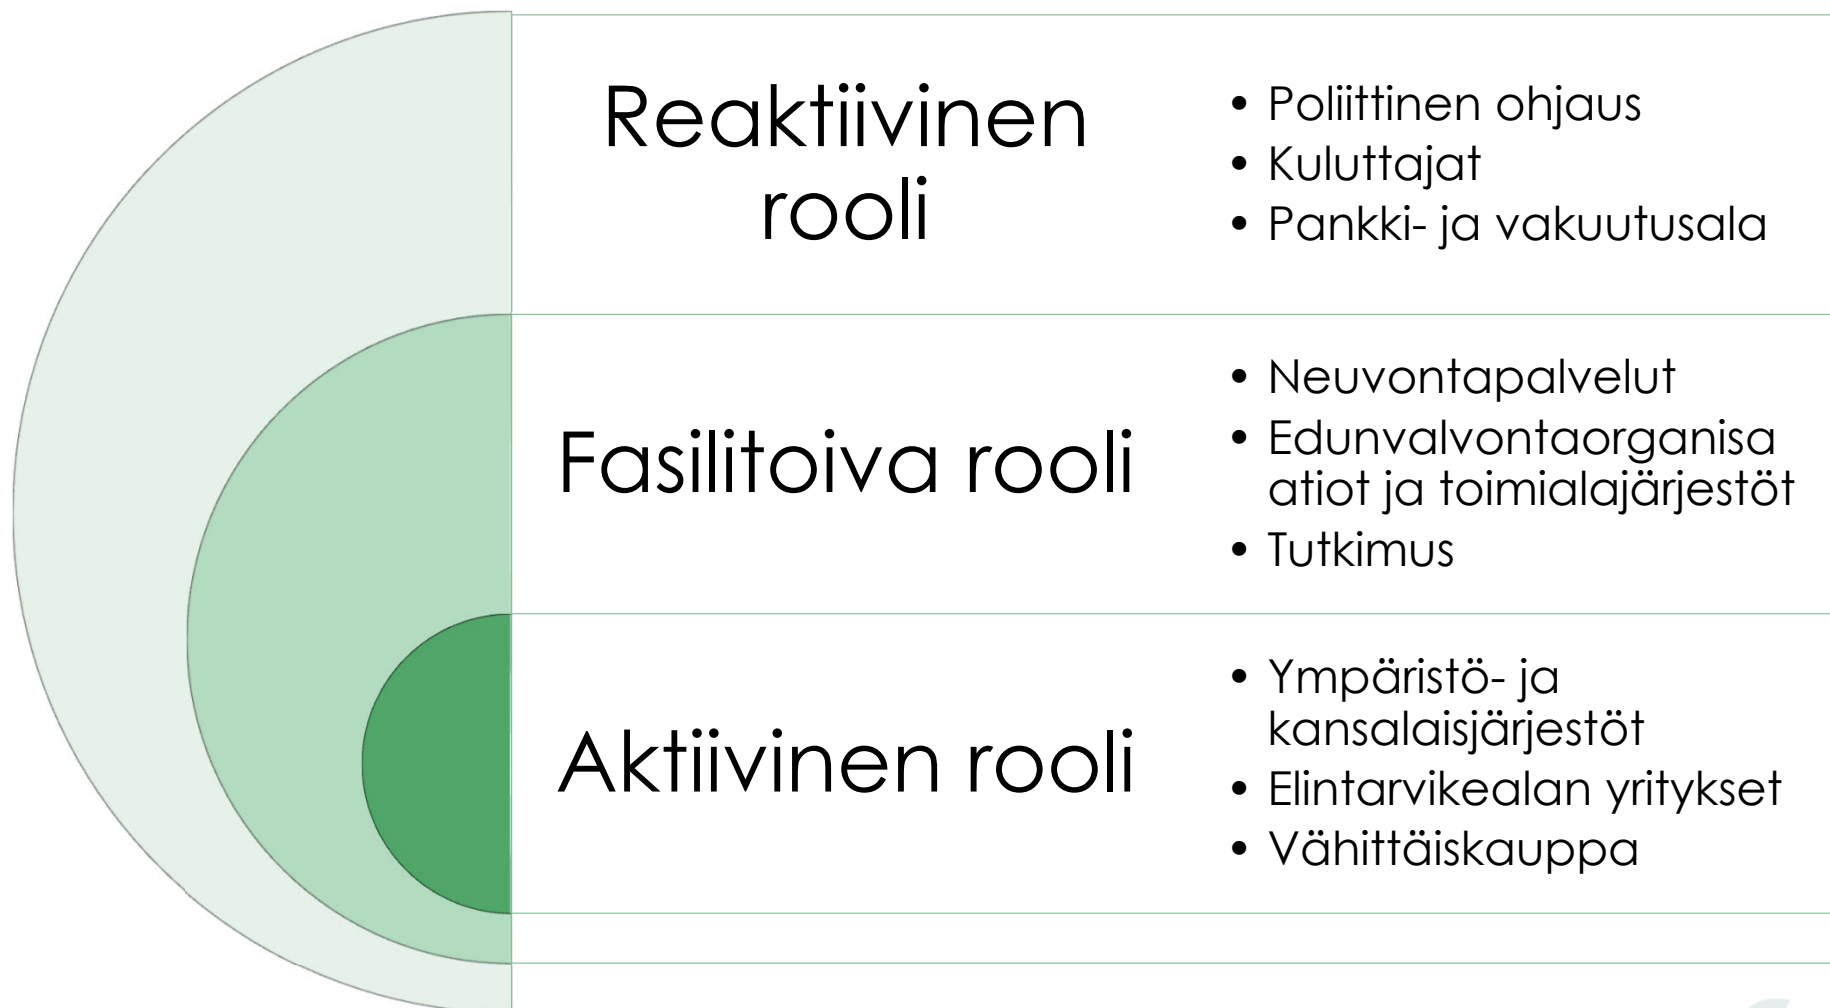 Reaktiivinen
rooli
• Poliittinen ohjaus
• Kuluttajat
• Pankki- ja vakuutusala
Fasilitoiva rooli
• Neuvontapalvelut
• Edunvalvontaorganisa
atiot ja toimialajärjestöt
• Tutkimus
Aktiivinen rooli
• Ympäristö- ja
kansalaisjärjestöt
• Elintarvikealan yritykset
• Vähittäiskauppa